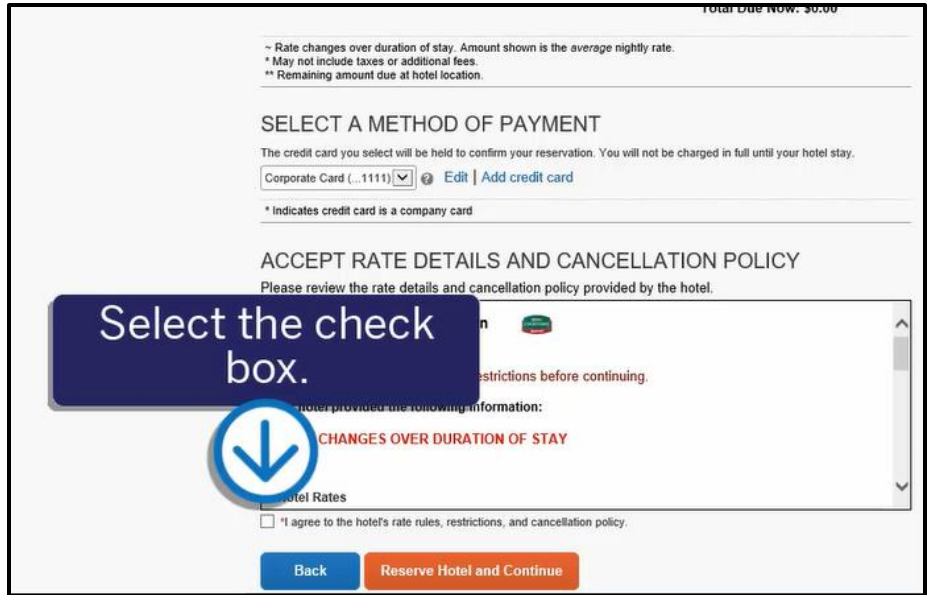 Total Due Now: $0.00
~ Rate changes over duration of stay. Amount shown is the average nightly rate.
* May not include taxes or additional fees.
** Remaining amount due at hotel location.
SELECT A METHOD OF PAYMENT
The credit card you select will be held to confirm your reservation. You will not be charged in full until your hotel stay.
Corporate Card (...1111) Edit | Add credit card
* Indicates credit card is a company card
ACCEPT RATE DETAILS AND CANCELLATION POLICY
Please review the rate details and cancellation policy provided by the hotel.
Select the check
box.
before continuing.
hotel provided the following information:
CHANGES OVER DURATION OF STAY
Hotel Rates
*I agree to the hotel's rate rules, restrictions, and cancellation policy.
Back
Reserve Hotel and Continue